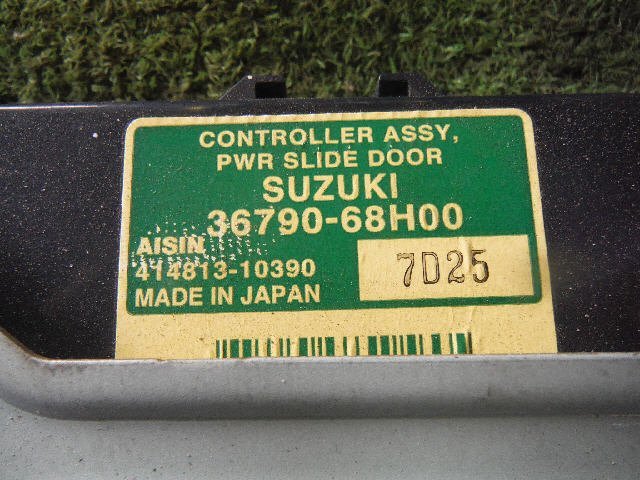 CONTROLLER ASSY,
PWR SLIDE DOOR
SUZUKI
36790-68H00
AISIN
414813-10390
7D25
MADE IN JAPAN